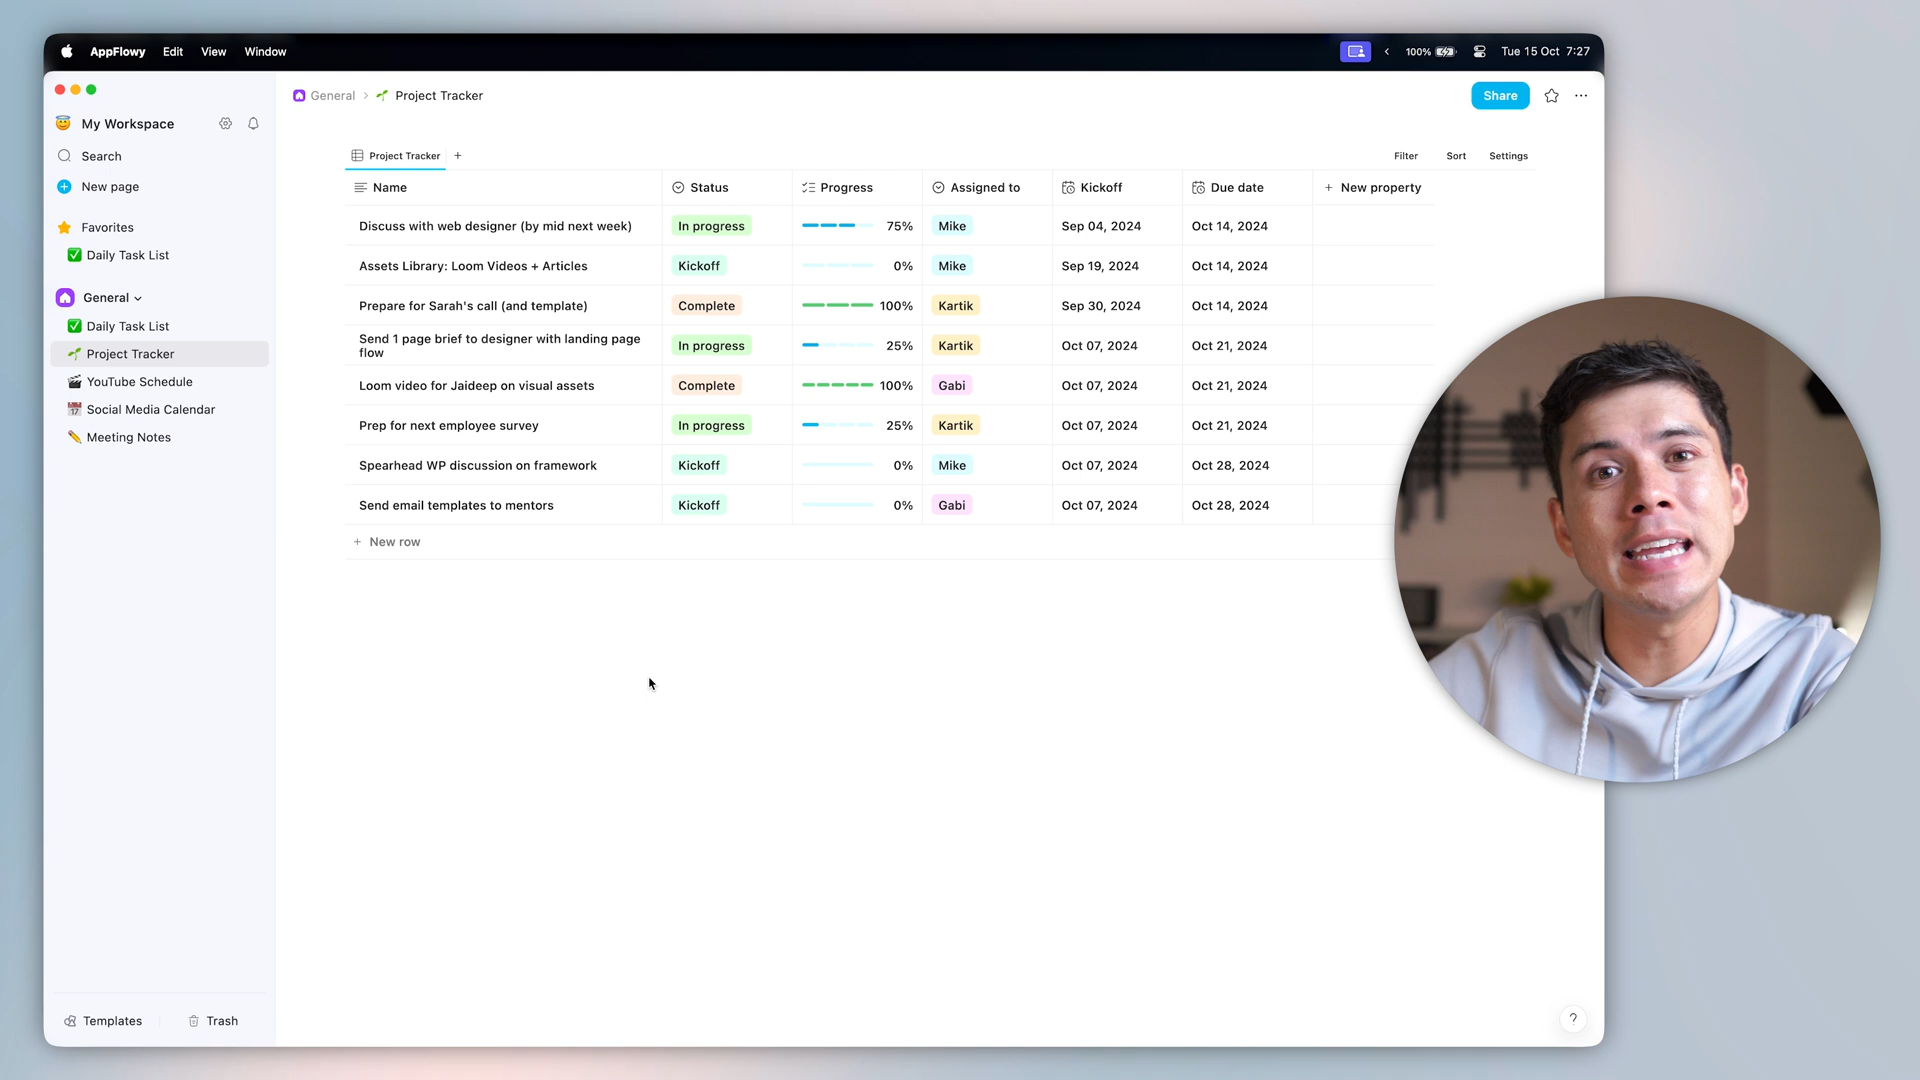 AppFlowy Edit View Window
100% Tue 15 Oct 7:27
My Workspace
Search
New page
Favorites
Daily Task List
General
Daily Task List
Project Tracker
YouTube Schedule
Social Media Calendar
Meeting Notes
Templates Trash
General > Project Tracker
Share
Project Tracker +
Filter Sort Settings
Name Status Progress Assigned to Kickoff Due date + New property
Discuss with web designer (by mid next week) In progress 75% Mike Sep 04, 2024 Oct 14, 2024
Assets Library: Loom Videos + Articles Kickoff 0% Mike Sep 19, 2024 Oct 14, 2024
Prepare for Sarah's call (and template) Complete 100% Kartik Sep 30, 2024 Oct 14, 2024
Send 1 page brief to designer with landing page
flow In progress 25% Kartik Oct 07, 2024 Oct 21, 2024
Loom video for Jaideep on visual assets Complete 100% Gabi Oct 07, 2024 Oct 21, 2024
Prep for next employee survey In progress 25% Kartik Oct 07, 2024 Oct 21, 2024
Spearhead WP discussion on framework Kickoff 0% Mike Oct 07, 2024 Oct 28, 2024
Send email templates to mentors Kickoff 0% Gabi Oct 07, 2024 Oct 28, 2024
+ New row
?